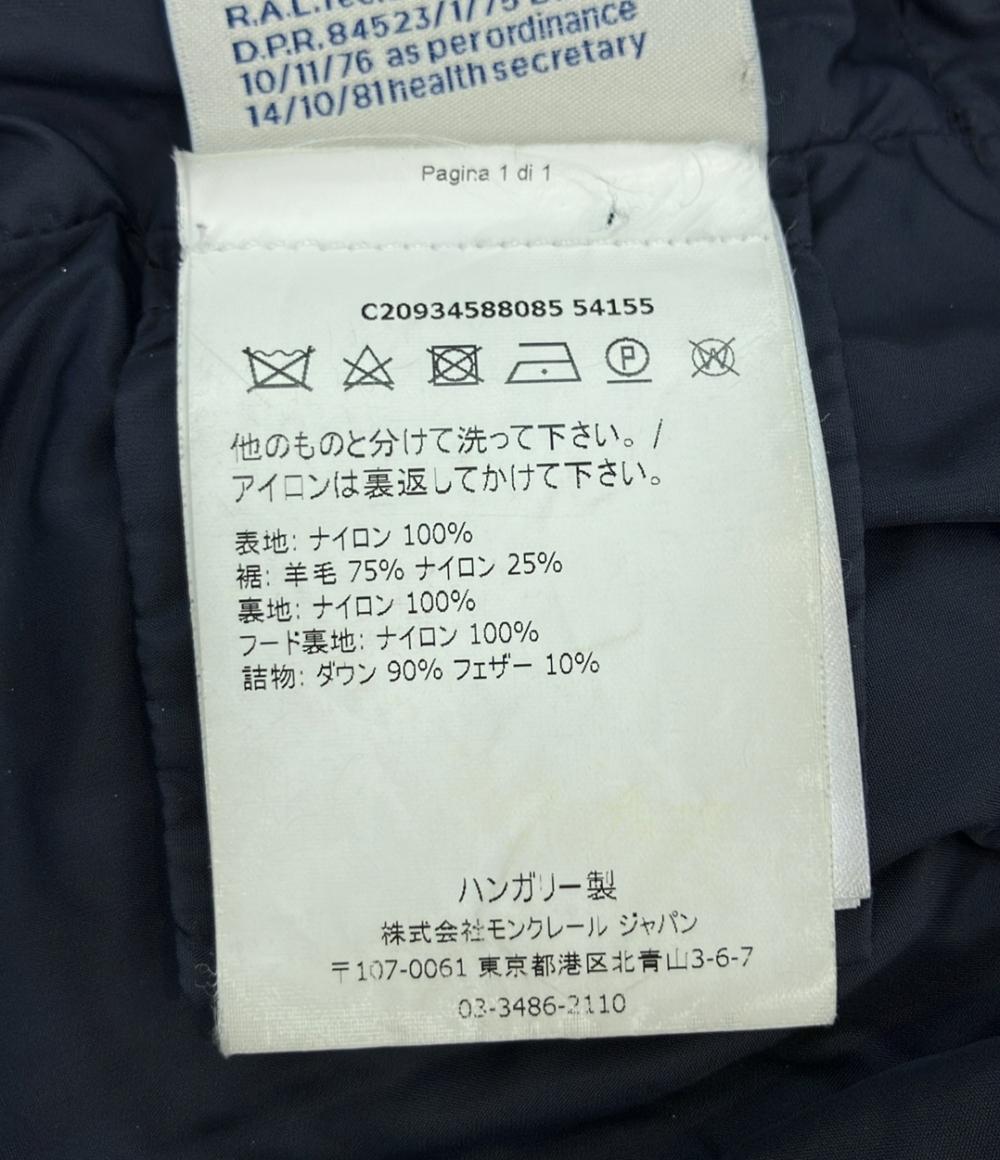 R.A.L.
D.P.R. 84523/1/75
10/11/76 as per ordinance
14/10/81 health secretary
Pagina 1 di 1
C20934588085 54155
P W
他のものと分けて洗って下さい。/
アイロンは裏返してかけて下さい。
表地: ナイロン 100%
裾: 羊毛 75% ナイロン 25%
裏地: ナイロン 100%
フード裏地: ナイロン 100%
詰物: ダウン 90% フェザー 10%
ハンガリー製
株式会社モンクレール ジャパン
〒107-0061 東京都港区北青山3-6-7
03-3486-2110